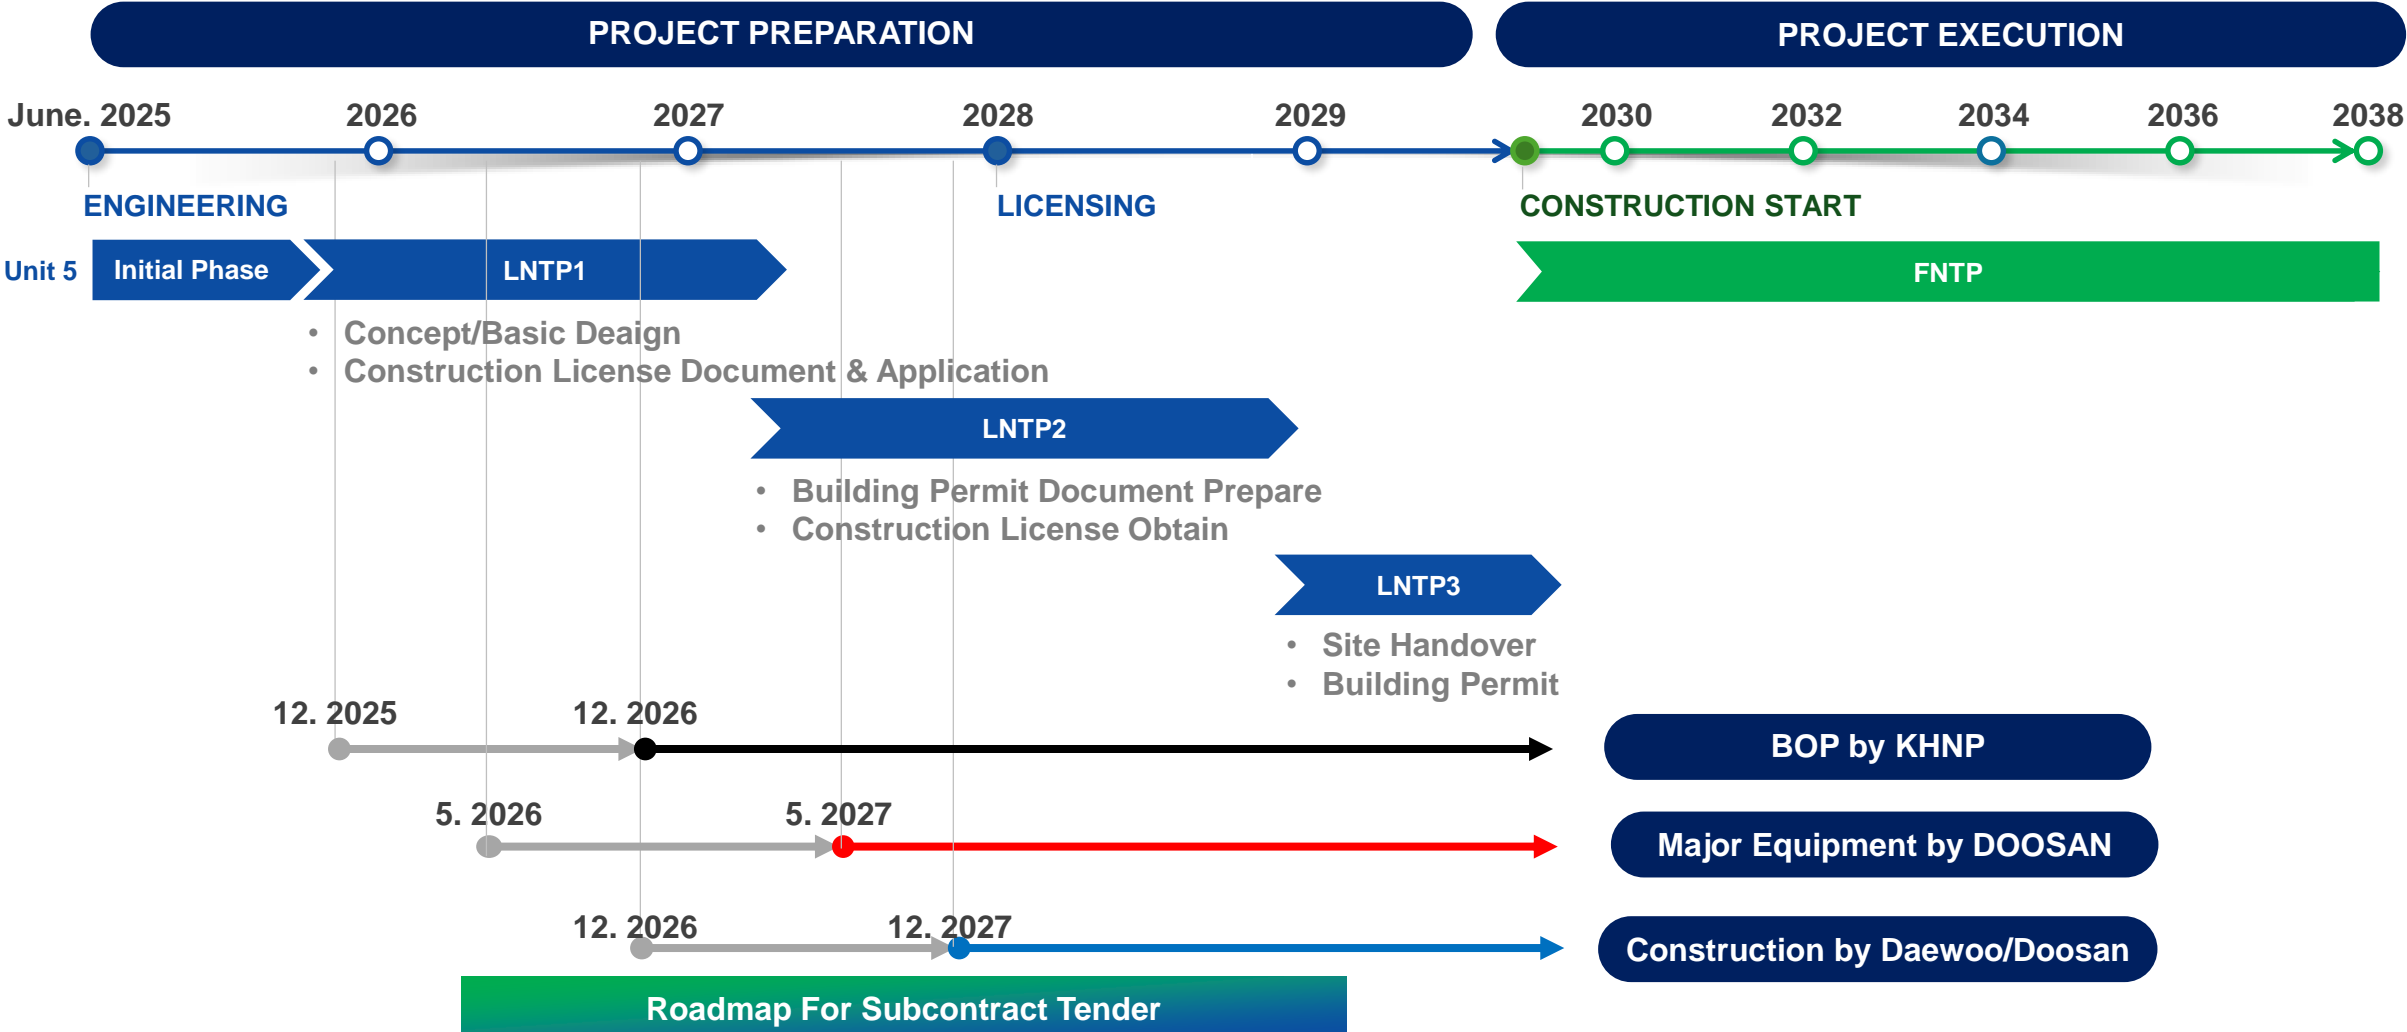 PROJECT PREPARATION
PROJECT EXECUTION
June. 2025
2026
2027
2028
2029
2030
2032
2034
2036
2038
ENGINEERING
LICENSING
CONSTRUCTION START
Unit 5
Initial Phase
LNTP1
FNTP
• Concept/Basic Deaign
• Construction License Document & Application
LNTP2
• Building Permit Document Prepare
• Construction License Obtain
LNTP3
• Site Handover
• Building Permit
12. 2025
12. 2026
BOP by KHNP
5. 2026
5. 2027
Major Equipment by DOOSAN
12. 2026
12. 2027
Construction by Daewoo/Doosan
Roadmap For Subcontract Tender